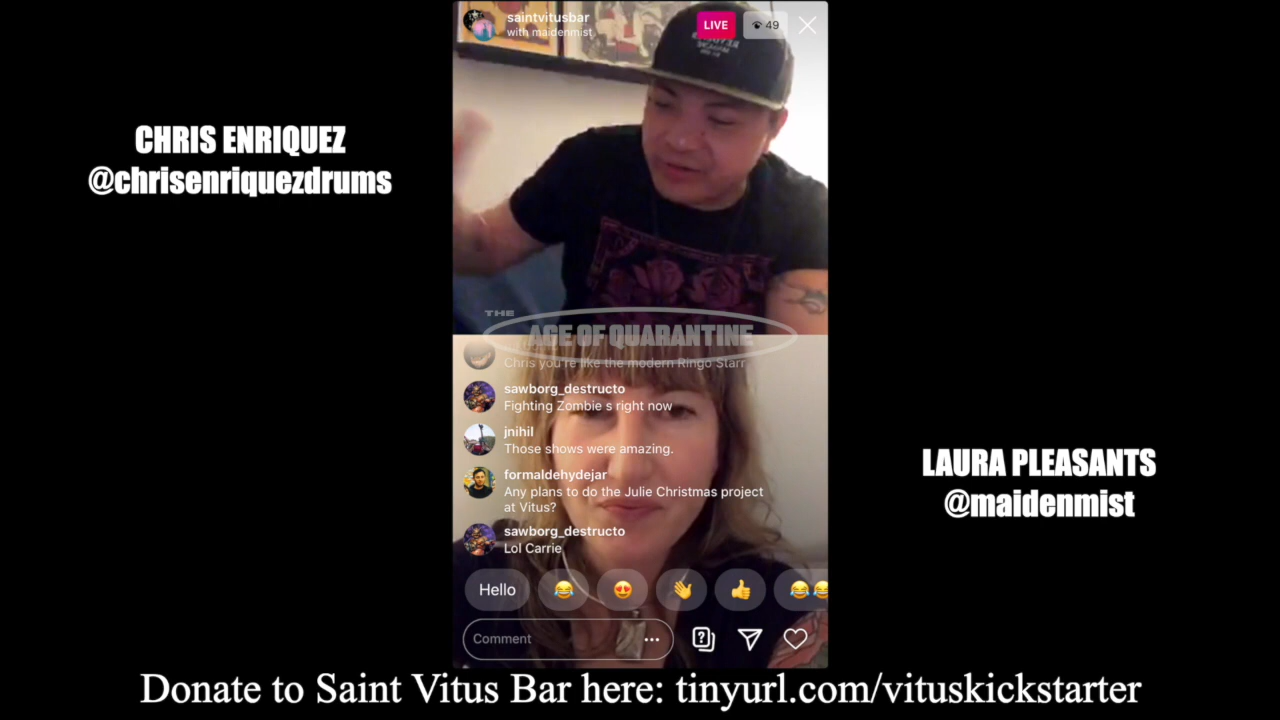 saintvitusbar
with maidenmist
LIVE
49
CHRIS ENRIQUEZ
@chrisenriquezdrums
THE
AGE OF QUARANTINE
Chris you're like the modern Ringo Starr
sawborg_destructo
Fighting Zombie s right now
jnihil
Those shows were amazing.
formaldehydejar
Any plans to do the Julie Christmas project
at Vitus?
sawborg_destructo
Lol Carrie
LAURA PLEASANTS
@maidenmist
Hello
Comment
Donate to Saint Vitus Bar here: tinyurl.com/vituskickstarter